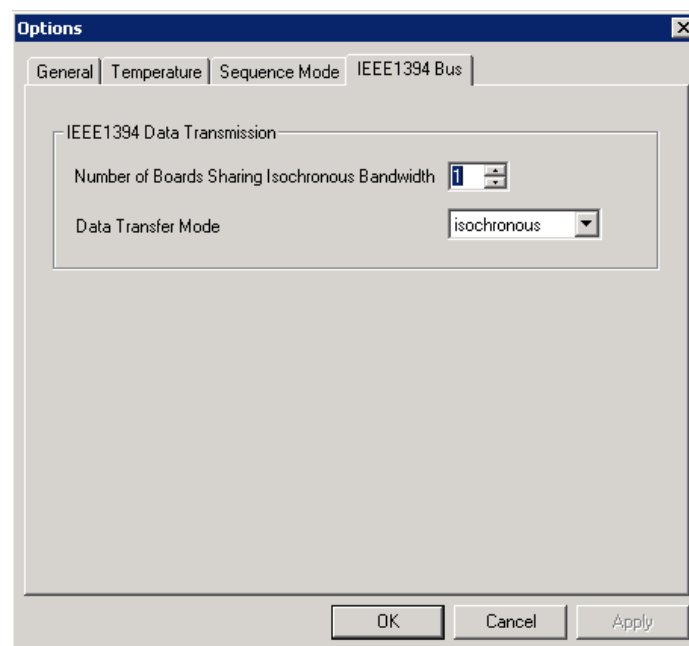 Options
General Temperature Sequence Mode IEEE1394 Bus
IEEE1394 Data Transmission
Number of Boards Sharing Isochronous Bandwidth 1
Data Transfer Mode isochronous
OK Cancel Apply